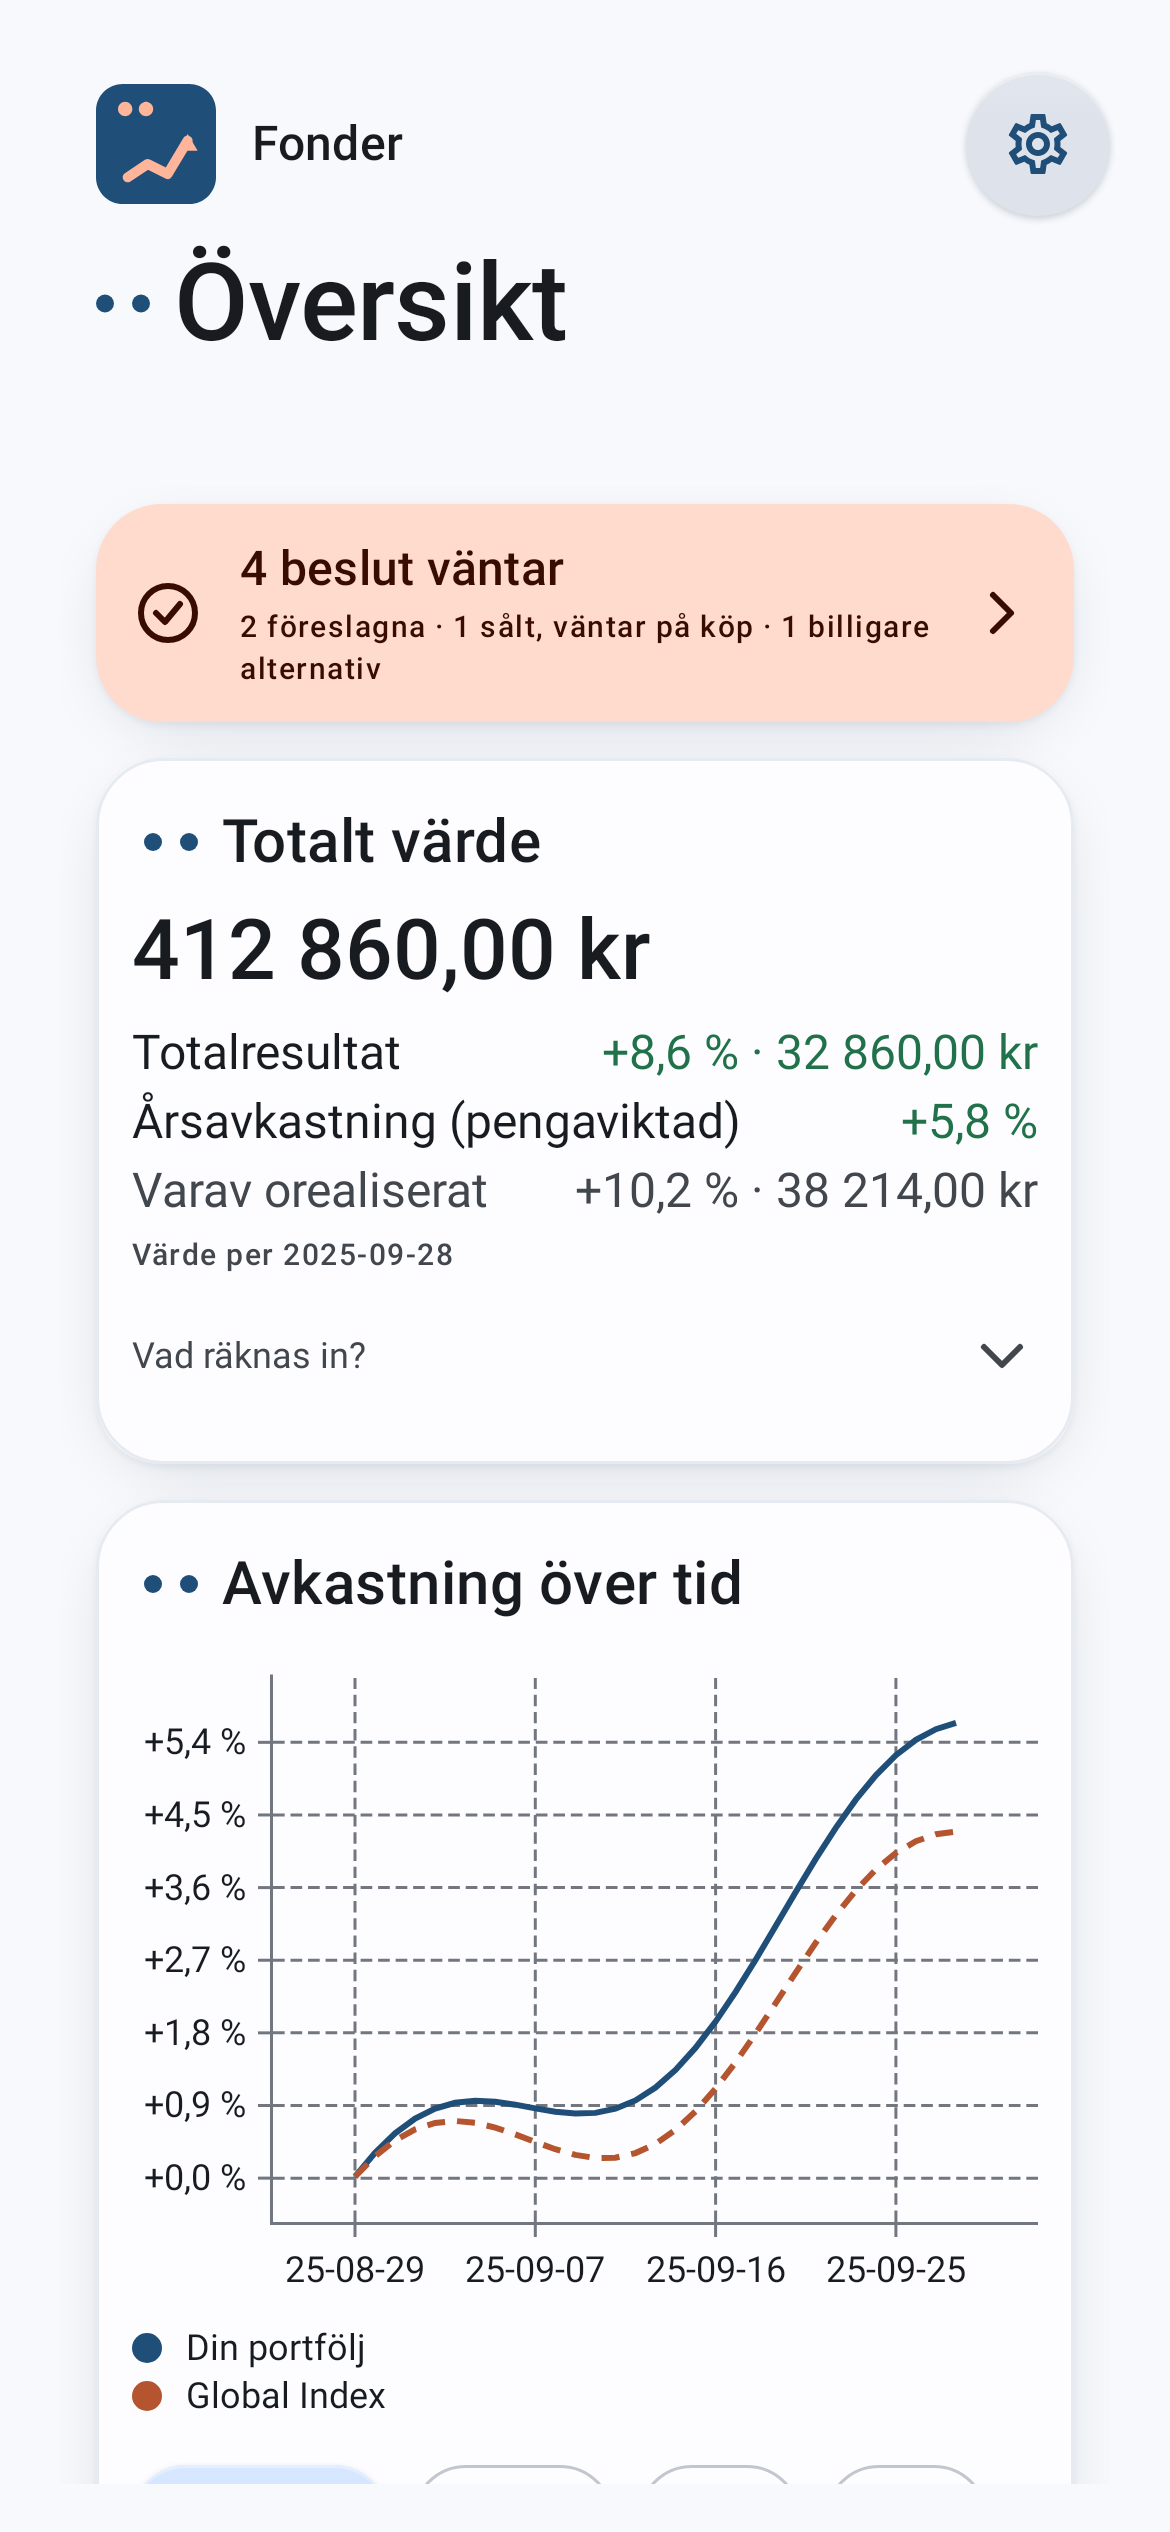 Fonder
Översikt
4 beslut väntar
2 föreslagna · 1 sålt, väntar på köp · 1 billigare
alternativ
Totalt värde
412 860,00 kr
Totalresultat +8,6 % · 32 860,00 kr
Årsavkastning (pengaviktad) +5,8 %
Varav orealiserat +10,2 % · 38 214,00 kr
Värde per 2025-09-28
Vad räknas in?
Avkastning över tid
+5,4 %
+4,5 %
+3,6 %
+2,7 %
+1,8 %
+0,9 %
+0,0 %
25-08-29 25-09-07 25-09-16 25-09-25
Din portfölj
Global Index